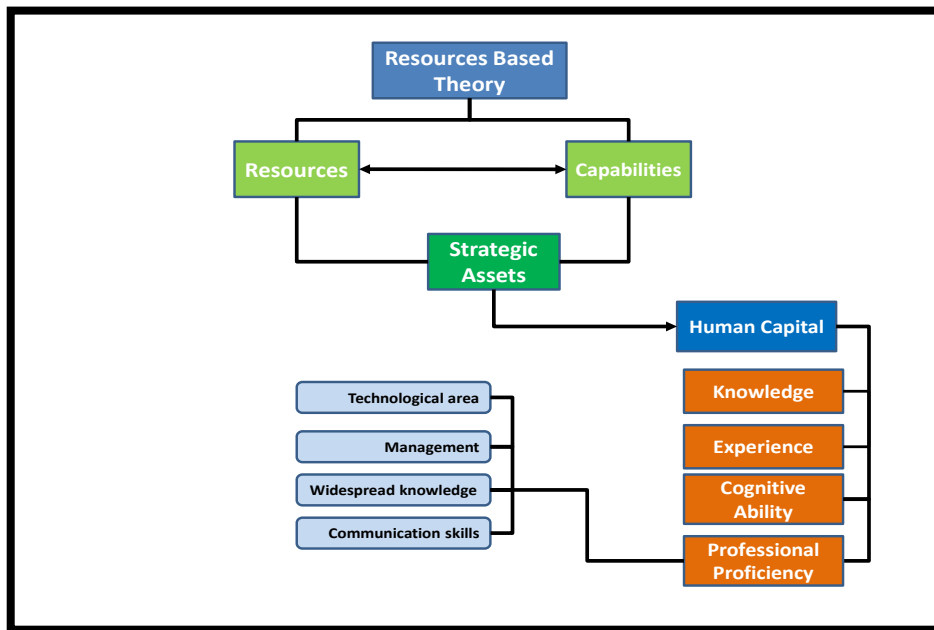 Resources Based
Theory
Resources
Capabilities
Strategic
Assets
Human Capital
Knowledge
Experience
Cognitive
Ability
Professional
Proficiency
Technological area
Management
Widespread knowledge
Communication skills